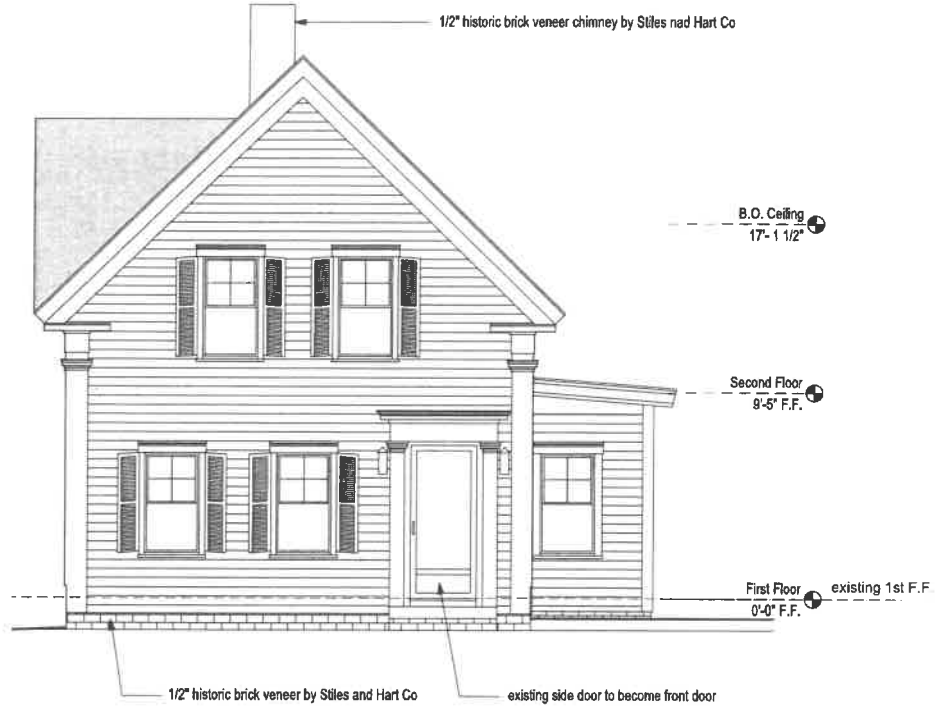 1/2" historic brick veneer chimney by Stiles nad Hart Co
B.O. Ceiling
17'- 1 1/2"
Second Floor
9'-5" F.F.
First Floor existing 1st F.F.
0'-0" F.F.
1/2" historic brick veneer by Stiles and Hart Co
existing side door to become front door